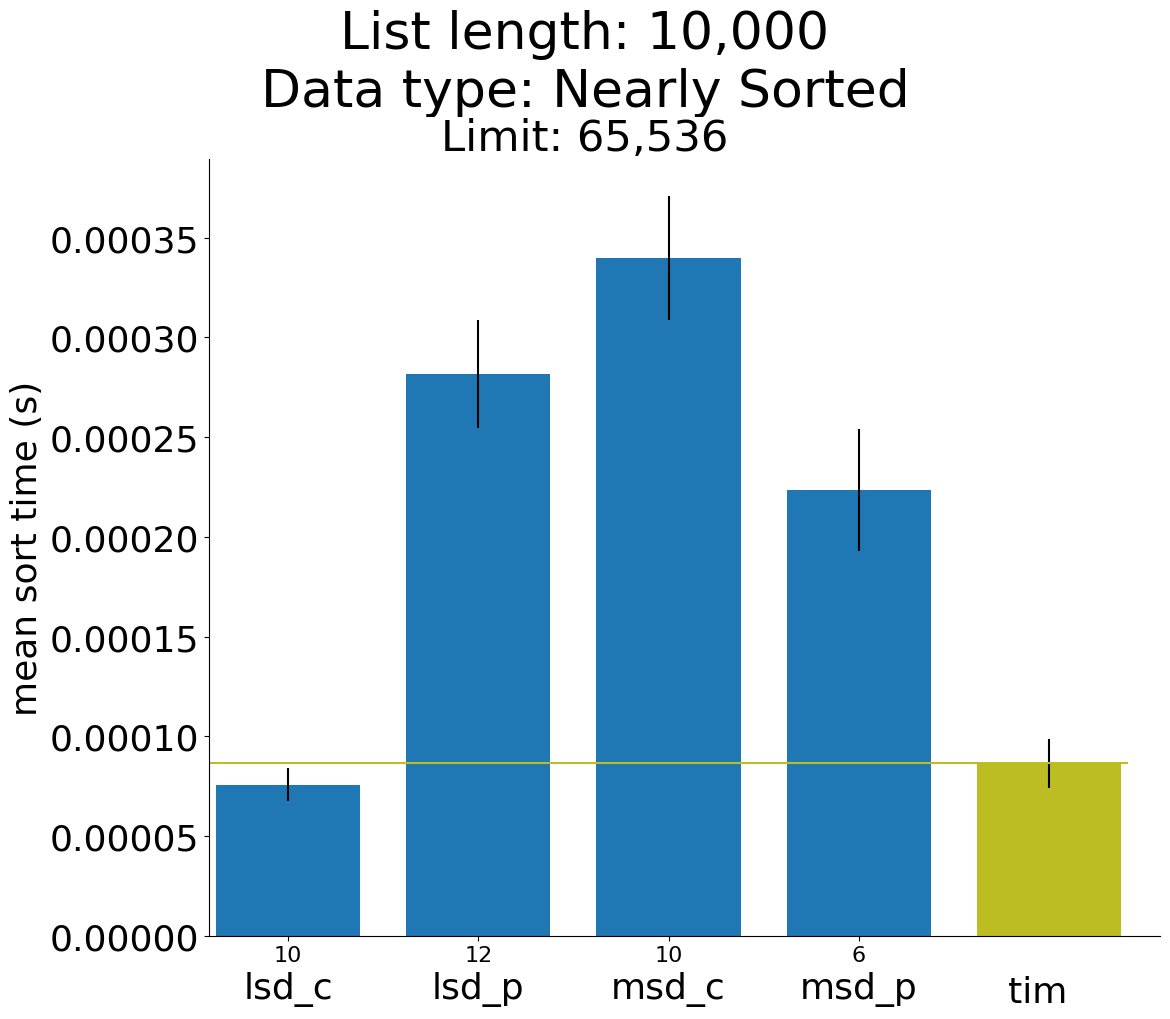 List length: 10,000
Data type: Nearly Sorted
Limit: 65,536
mean sort time (s)
0.00035
0.00030
0.00025
0.00020
0.00015
0.00010
0.00005
0.00000
10 12 10 6
lsd_c lsd_p msd_c msd_p tim